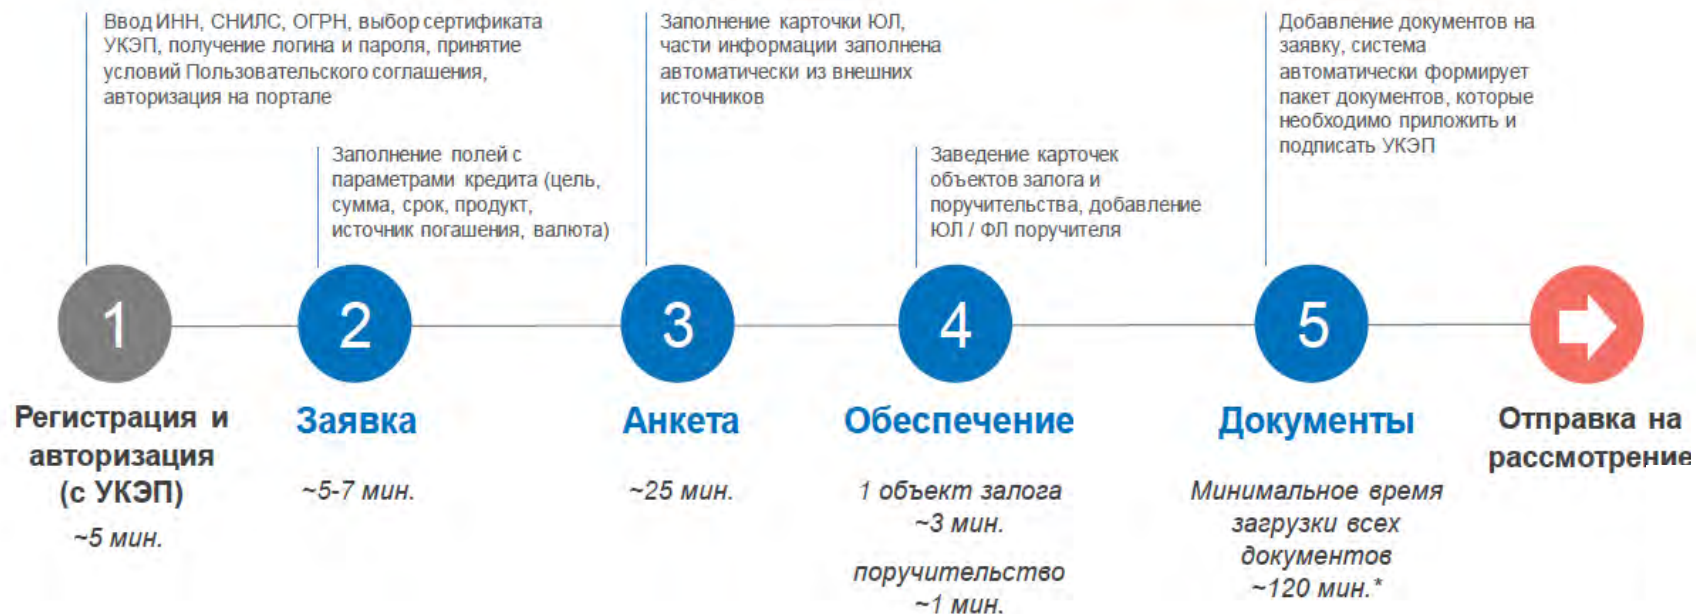 Ввод ИНН, СНИЛС, ОГРН, выбор сертификата
УКЭП, получение логина и пароля, принятие
условий Пользовательского соглашения,
авторизация на портале
Заполнение полей с
параметрами кредита (цель,
сумма, срок, продукт,
источник погашения, валюта)
Заполнение карточки ЮЛ,
части информации заполнена
автоматически из внешних
источников
Заведение карточек
объектов залога и
поручительства, добавление
ЮЛ / ФЛ поручителя
Добавление документов на
заявку, система
автоматически формирует
пакет документов, которые
необходимо приложить и
подписать УКЭП
1
2
3
4
5
Регистрация и
авторизация
(с УКЭП)
~5 мин.
Заявка
~5-7 мин.
Анкета
~25 мин.
Обеспечение
1 объект залога
~3 мин.
поручительство
~1 мин.
Документы
Минимальное время
загрузки всех
документов
~120 мин.*
Отправка на
рассмотрение